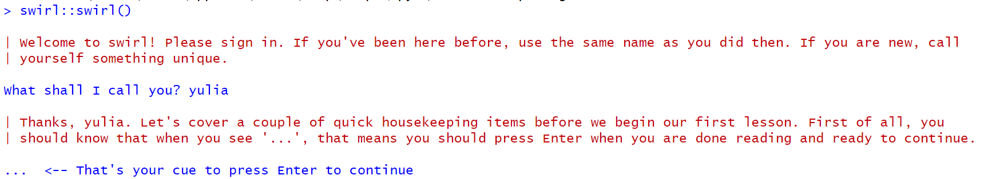 > swirl::swirl()
| Welcome to swirl! Please sign in. If you've been here before, use the same name as you did then. If you are new, call
| yourself something unique.
What shall I call you? yulia
| Thanks, yulia. Let's cover a couple of quick housekeeping items before we begin our first lesson. First of all, you
| should know that when you see '...', that means you should press Enter when you are done reading and ready to continue.
...  <-- That's your cue to press Enter to continue